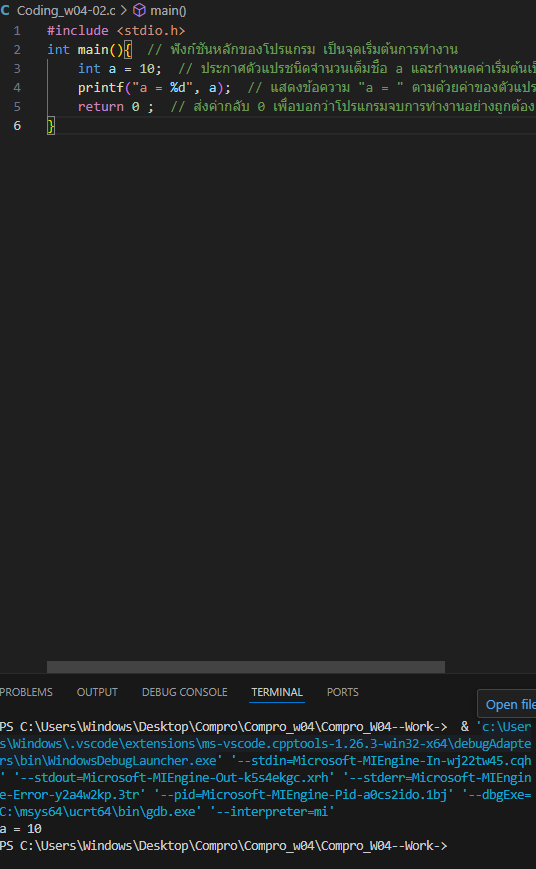 Coding_w04-02.c > main()
1 #include <stdio.h>
2 int main(){ // ฟังก์ชันหลักของโปรแกรม เป็นจุดเริ่มต้นการทำงาน
3 int a = 10; // ประกาศตัวแปรชนิดจำนวนเต็มชื่อ a และกำหนดค่าเริ่มต้นเป็
4 printf("a = %d", a); // แสดงข้อความ "a = " ตามด้วยค่าของตัวแปร
5 return 0 ; // ส่งค่ากลับ 0 เพื่อบอกว่าโปรแกรมจบการทำงานอย่างถูกต้อง
6 }
PROBLEMS OUTPUT DEBUG CONSOLE TERMINAL PORTS
Open file
PS C:\Users\Windows\Desktop\Compro\Compro_w04\Compro_W04--Work-> & 'c:\User
s\Windows\.vscode\extensions\ms-vscode.cpptools-1.26.3-win32-x64\debugAdapte
rs\bin\WindowsDebugLauncher.exe' '--stdin=Microsoft-MIEngine-In-wj22tw45.cqh
' '--stdout=Microsoft-MIEngine-Out-k5s4ekgc.xrh' '--stderr=Microsoft-MIEngin
e-Error-y2a4w2kp.3tr' '--pid=Microsoft-MIEngine-Pid-a0cs2ido.1bj' '--dbgExe=
C:\msys64\ucrt64\bin\gdb.exe' '--interpreter=mi'
a = 10
PS C:\Users\Windows\Desktop\Compro\Compro_w04\Compro_W04--Work->